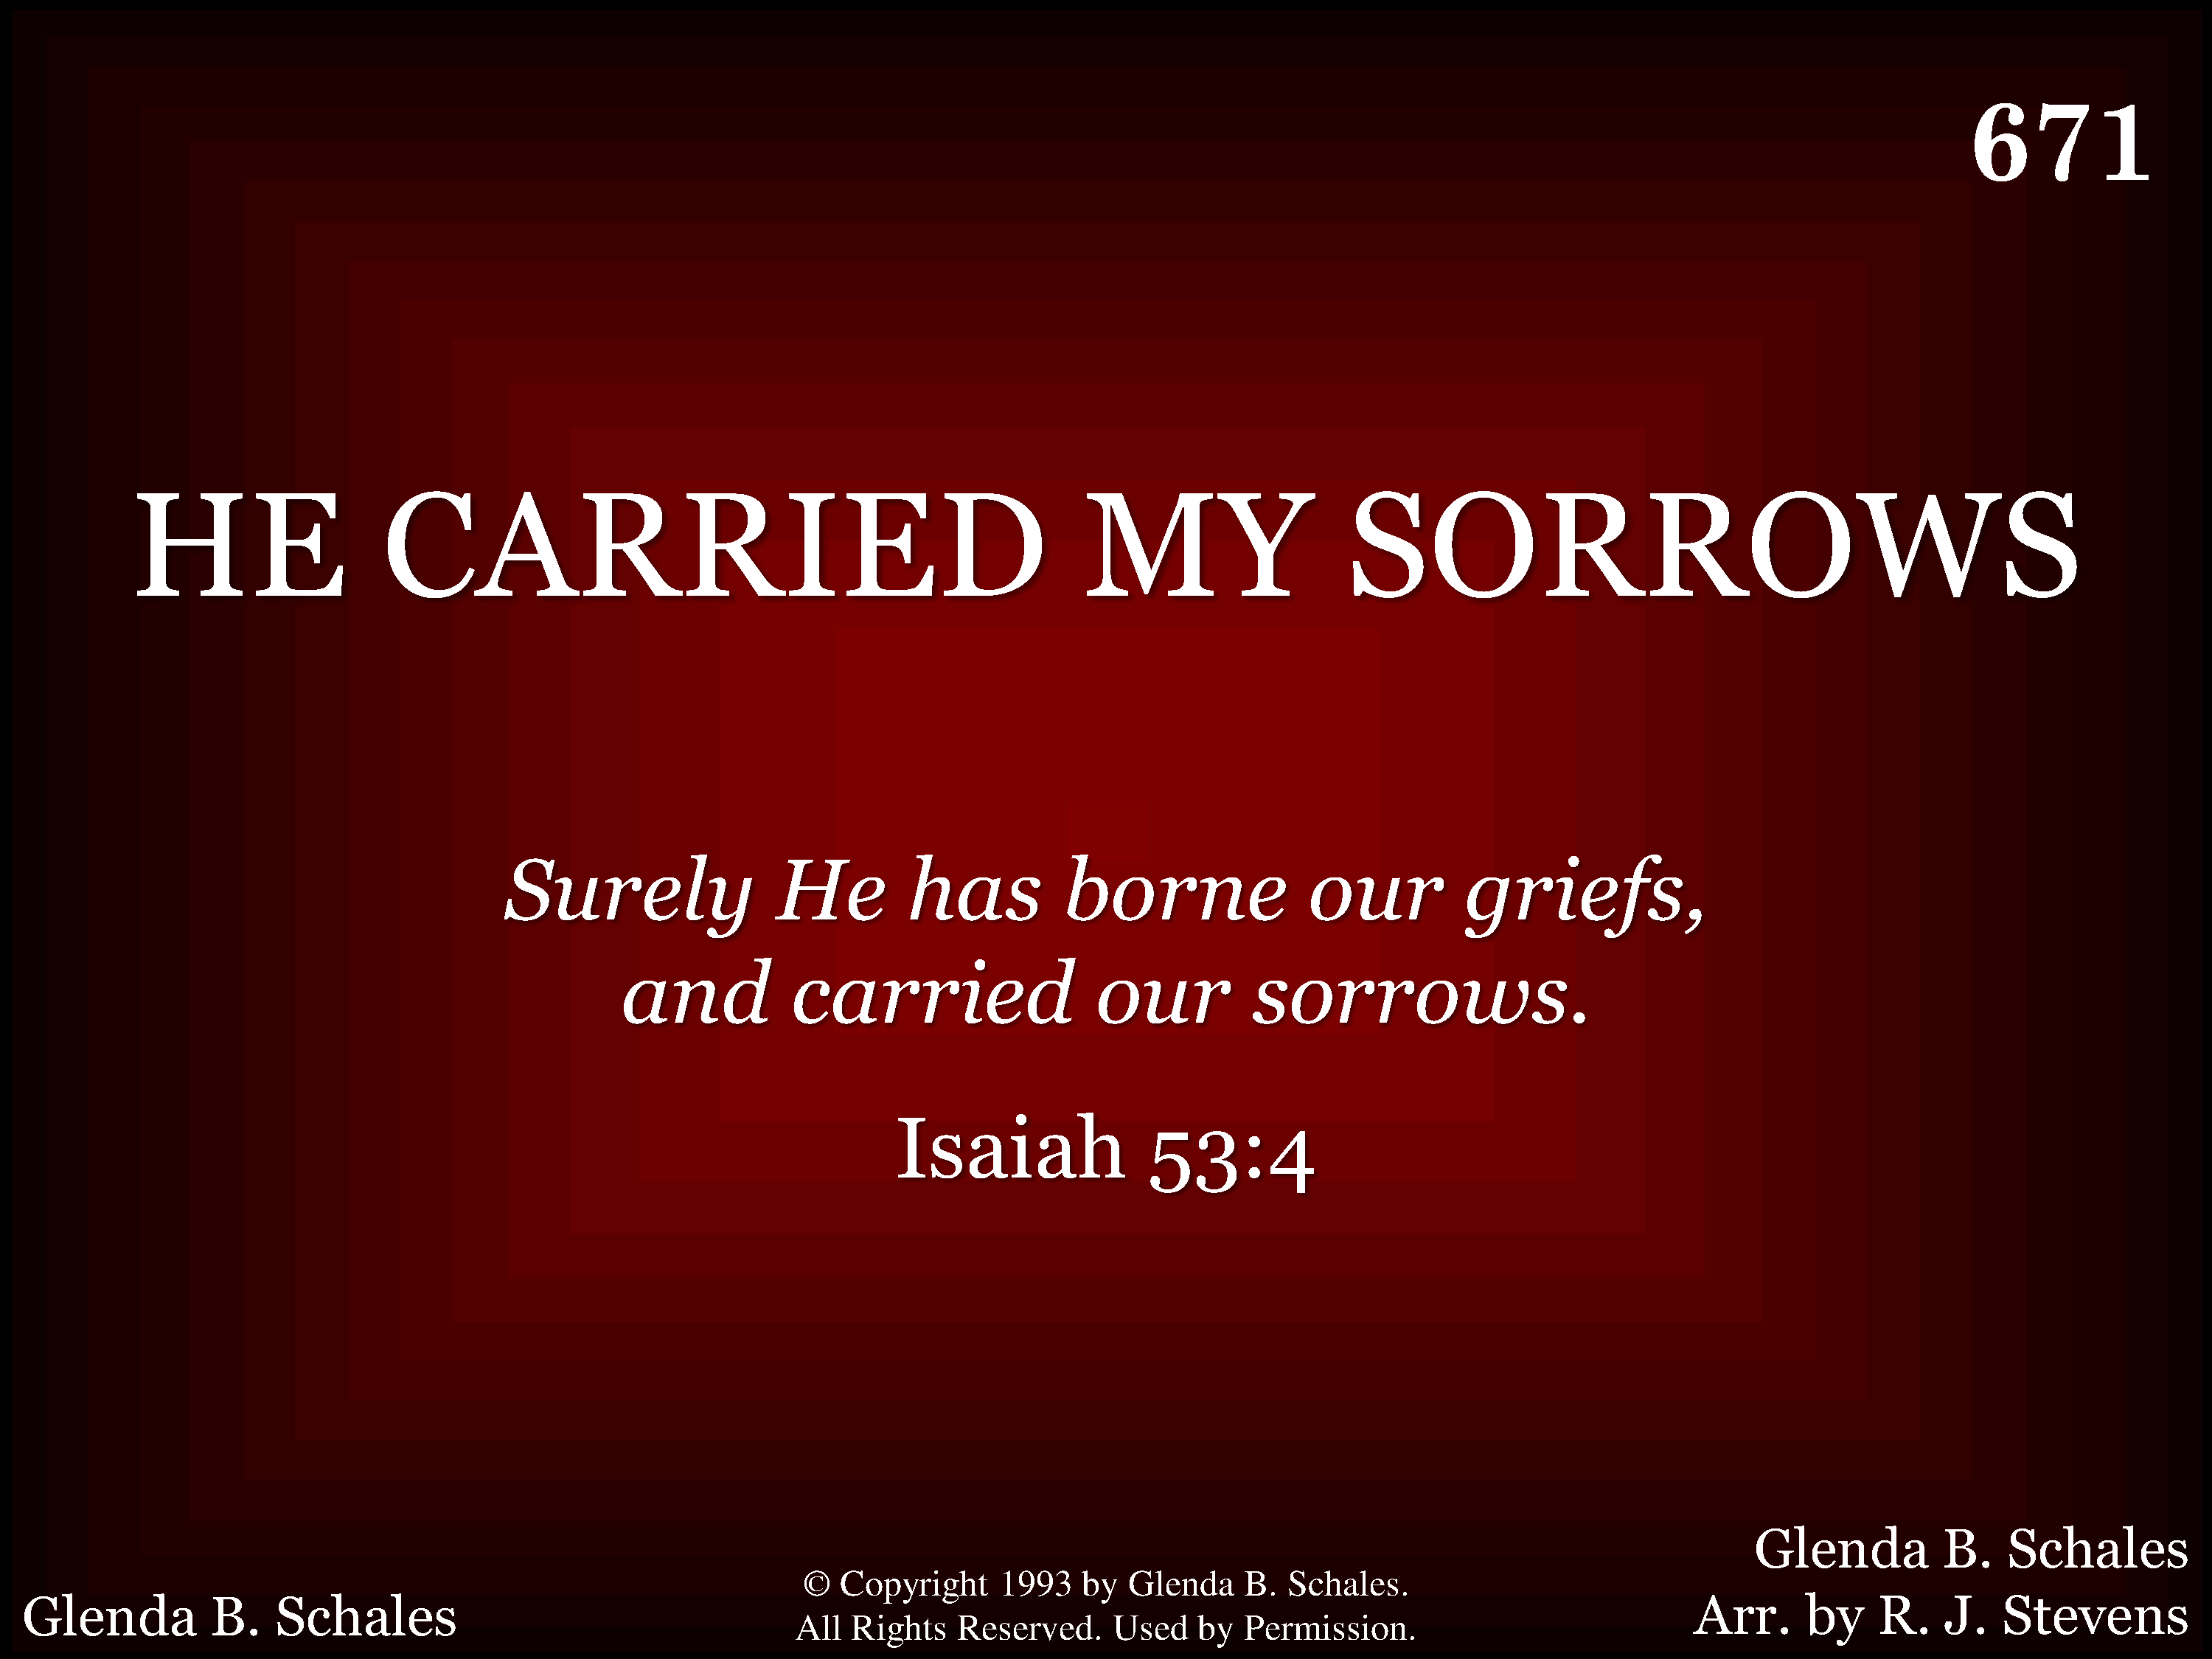 671
HE CARRIED MY SORROWS
Surely He has borne our griefs,
and carried our sorrows.
Isaiah 53:4
Glenda B. Schales
© Copyright 1993 by Glenda B. Schales.
All Rights Reserved. Used by Permission.
Glenda B. Schales
Arr. by R. J. Stevens